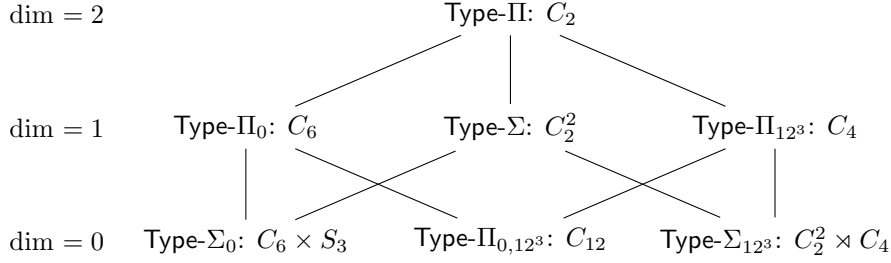 dim = 2 Type-Π: C₂
dim = 1 Type-Π₀: C₆ Type-Σ: C₂² Type-Π₁₂³: C₄
dim = 0 Type-Σ₀: C₆ × S₃ Type-Π₀,₁₂³: C₁₂ Type-Σ₁₂³: C₂² ⋊ C₄